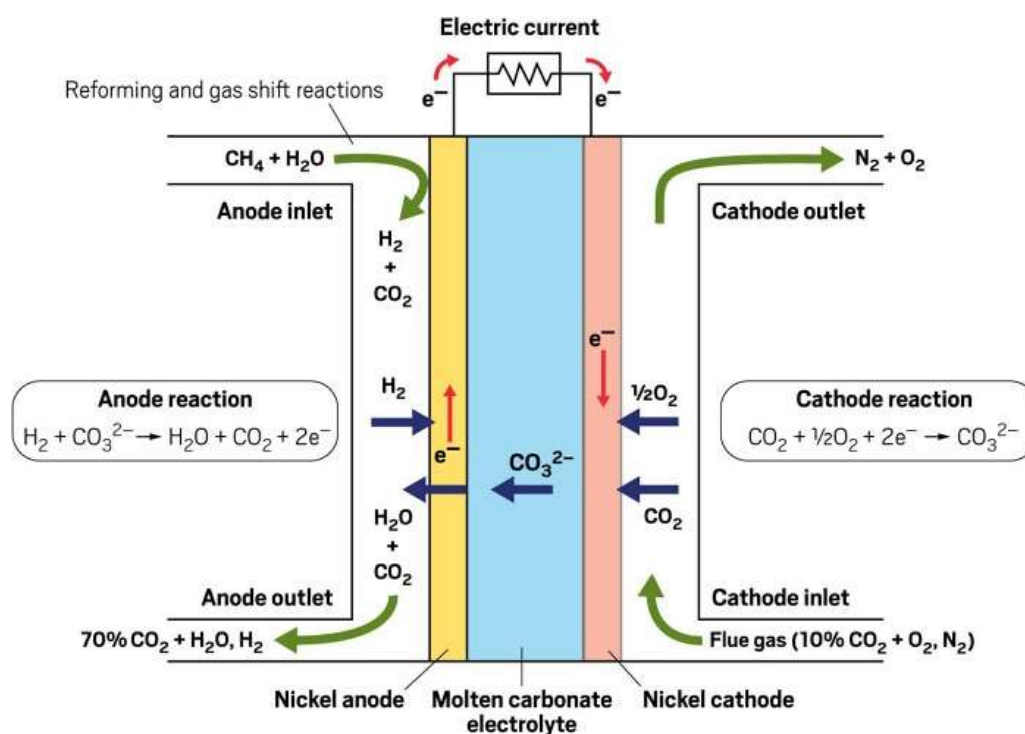 Electric current
e⁻
e⁻
Reforming and gas shift reactions
CH₄ + H₂O
N₂ + O₂
Anode inlet
Cathode outlet
H₂
+
CO₂
e⁻
H₂
½O₂
Anode reaction
H₂ + CO₃²⁻ → H₂O + CO₂ + 2e⁻
Cathode reaction
CO₂ + ½O₂ + 2e⁻ → CO₃²⁻
e⁻
CO₃²⁻
H₂O
+
CO₂
CO₂
Anode outlet
Cathode inlet
70% CO₂ + H₂O, H₂
Flue gas (10% CO₂ + O₂, N₂)
Nickel anode
Molten carbonate
electrolyte
Nickel cathode